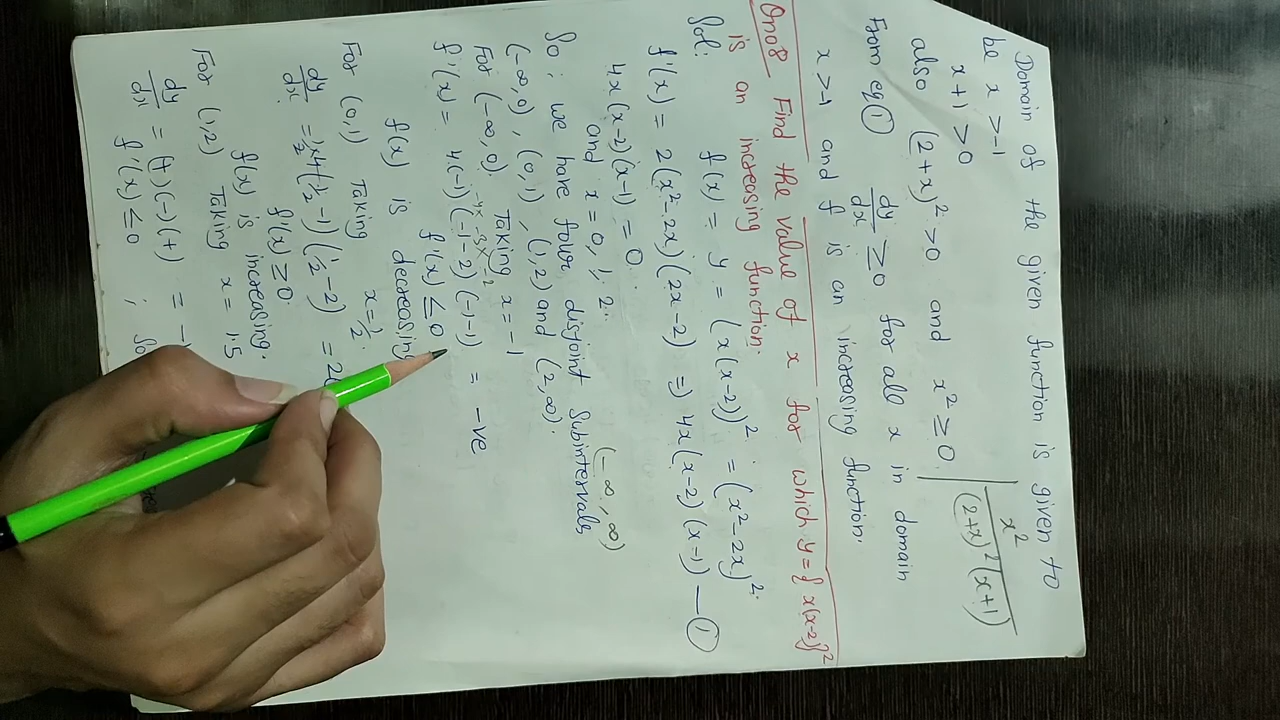 Domain of the given function is given to
be x > -1
x+1 > 0
also (2+x)² > 0 and x² ≥ 0
x² / (2+x)²(x+1)
From eq ① dy/dx ≥ 0 for all x in domain
x > -1 and f is an increasing function.
Qno8 Find the value of x for which y = { x(x-2)}²
is an increasing function.
Sol: f(x) = y = (x(x-2))² = (x²-2x)².
f'(x) = 2(x²-2x)(2x-2) => 4x(x-2)(x-1) — ①
4x(x-2)(x-1) = 0.
and x = 0, 1, 2.
(-∞, ∞)
So; we have four disjoint Subintervals
(-∞,0), (0,1), (1,2) and (2,∞).
For (-∞,0) Taking x = -1
-4 x -3 x -2
f'(x) = 4(-1)(-1-2)(-1-1) = -ve
f'(x) ≤ 0
f(x) is decreasing
For (0,1) Taking x = 1/2.
dy/dx = 4(1/2-1)(1/2-2)
f'(x) ≥ 0
f(x) is increasing.
For (1,2) Taking x = 1.5
dy/dx = (+)(-)(+) = -
f'(x) ≤ 0 ; So